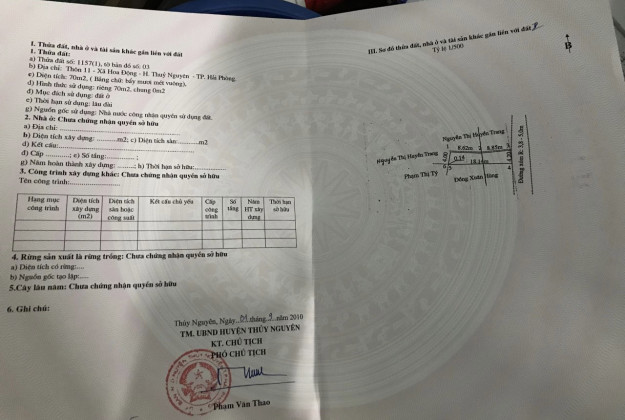 I. Thửa đất, nhà ở và tài sản khác gắn liền với đất
1. Thửa đất:
a) Thửa đất số: 1157(1), tờ bản đồ số: 03
b) Địa chỉ: Thôn 11 - Xã Hoa Động - H. Thuỷ Nguyên - TP. Hải Phòng.
c) Diện tích: 70m2, ( Bằng chữ: bẩy mươi mét vuông).
d) Hình thức sử dụng: riêng 70m2, chung 0m2
đ) Mục đích sử dụng: đất ở
e) Thời hạn sử dụng: lâu dài
g) Nguồn gốc sử dụng: Nhà nước công nhận quyền sử dụng đất.
2. Nhà ở: Chưa chứng nhận quyền sở hữu
a) Địa chỉ:
b) Diện tích xây dựng: m2; c) Diện tích sàn: m2
d) Kết cấu:
đ) Cấp ; e) Số tầng: ;
g) Năm hoàn thành xây dựng: ; h) Thời hạn sở hữu:
3. Công trình xây dựng khác: Chưa chứng nhận quyền sở hữu
Tên công trình:
Hạng mục công trình
Diện tích xây dựng (m2)
Diện tích sàn hoặc công suất
Kết cấu chủ yếu
Cấp công trình
Số tầng
Năm HT xây dựng
Thời hạn sở hữu
4. Rừng sản xuất là rừng trồng: Chưa chứng nhận quyền sở hữu
a) Diện tích có rừng:....
b) Nguồn gốc tạo lập:....
5.Cây lâu năm: Chưa chứng nhận quyền sở hữu
6. Ghi chú:
Thủy Nguyên, Ngày 01 tháng 9 năm 2010
TM. UBND HUYỆN THỦY NGUYÊN
KT. CHỦ TỊCH
PHÓ CHỦ TỊCH
Phạm Văn Thao
III. Sơ đồ thửa đất, nhà ở và tài sản khác gắn liền với đất
Tỷ lệ 1/500
B
Nguyễn Thị Huyền Trang
8.62m 2 8.85m
Nguyễn Thị Huyền Trang
Phạm Thị Tý
Đồng Xuân Hùng